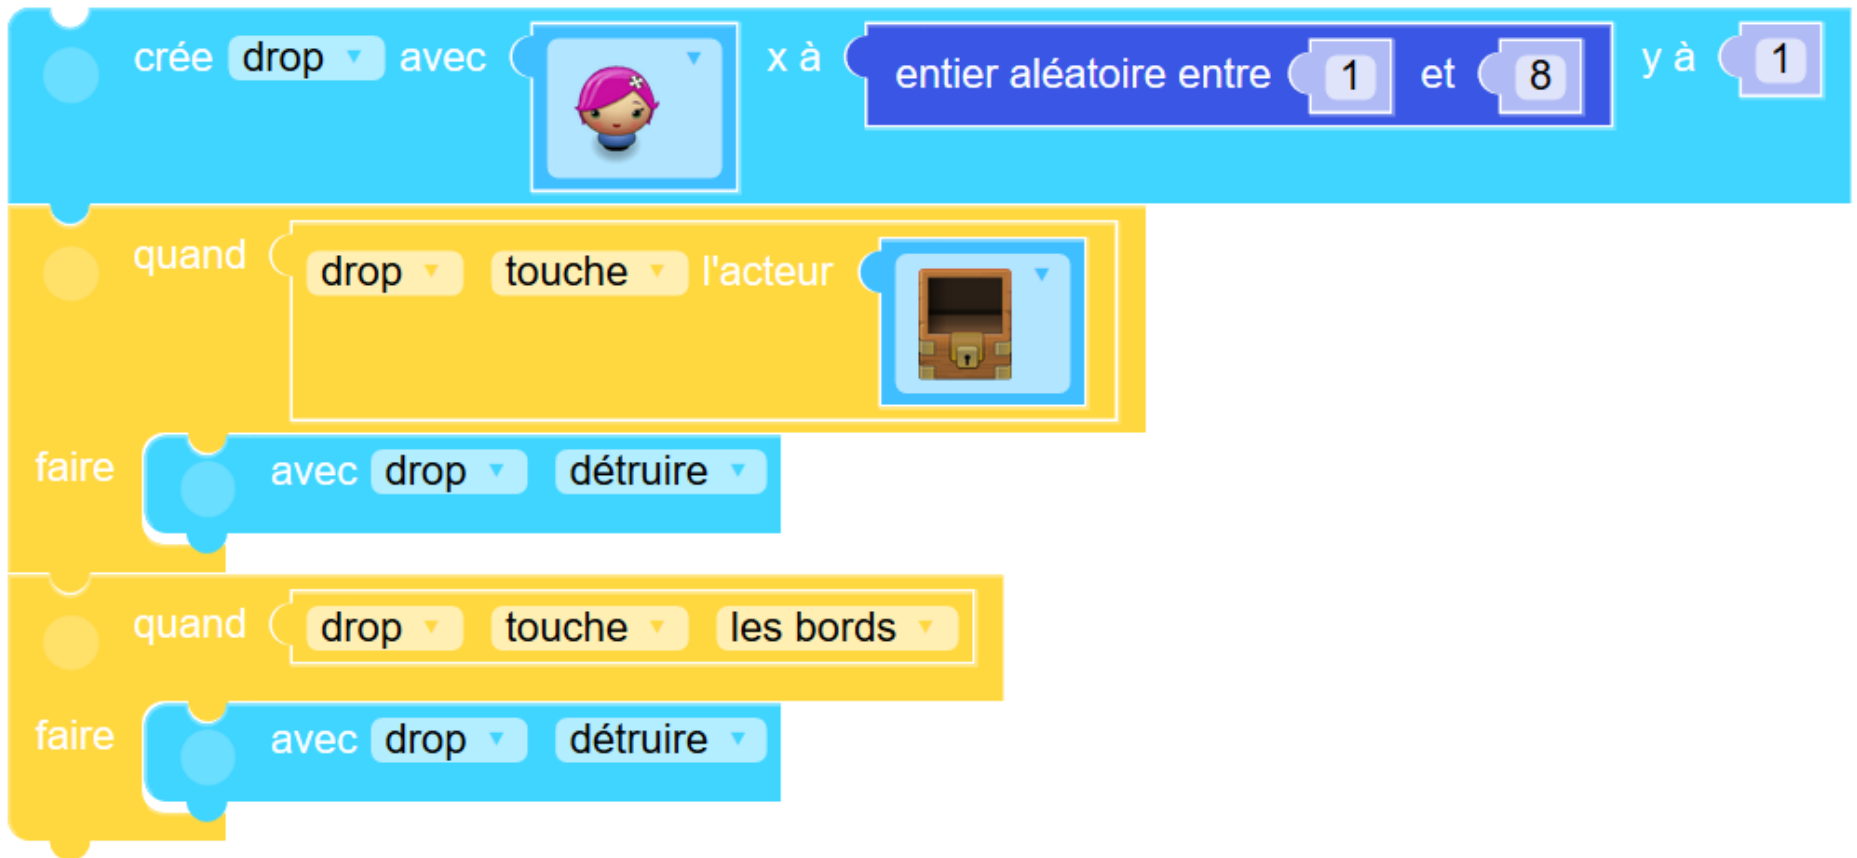 crée drop avec x à entier aléatoire entre 1 et 8 y à 1
quand drop touche l'acteur
faire avec drop détruire
quand drop touche les bords
faire avec drop détruire